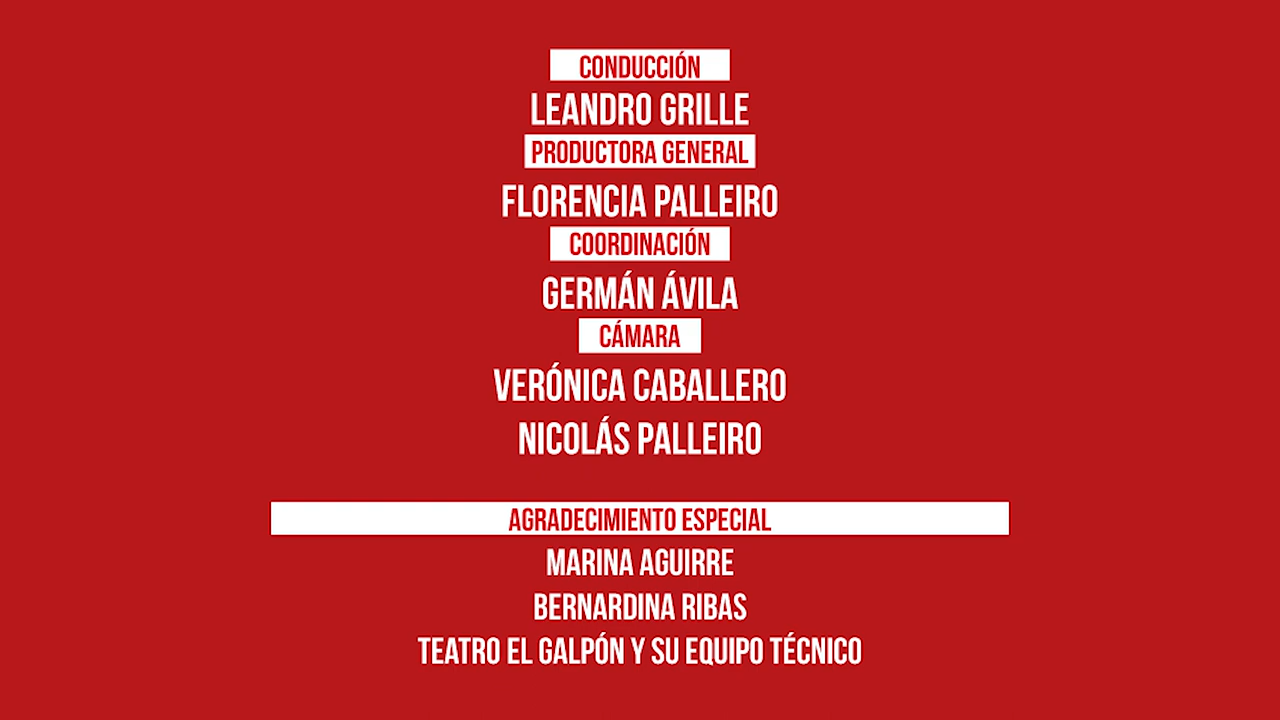 CONDUCCIÓN
LEANDRO GRILLE
PRODUCTORA GENERAL
FLORENCIA PALLEIRO
COORDINACIÓN
GERMÁN ÁVILA
CÁMARA
VERÓNICA CABALLERO
NICOLÁS PALLEIRO
AGRADECIMIENTO ESPECIAL
MARINA AGUIRRE
BERNARDINA RIBAS
TEATRO EL GALPÓN Y SU EQUIPO TÉCNICO